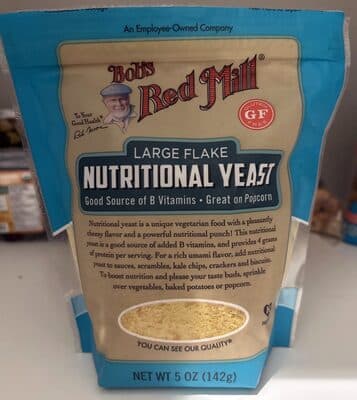 An Employee-Owned Company
Bob's
Red Mill®
To Your
Good Health®
Bob Moore
GF
LARGE FLAKE
NUTRITIONAL YEAST
Good Source of B Vitamins • Great on Popcorn
Nutritional yeast is a unique vegetarian food with a pleasantly
cheesy flavor and a powerful nutritional punch! This nutritional
yeast is a good source of added B vitamins, and provides 4 grams
of protein per serving. For a rich umami flavor, add nutritional
yeast to sauces, scrambles, kale chips, crackers and biscuits.
To boost nutrition and please your taste buds, sprinkle
over vegetables, baked potatoes or popcorn.
YOU CAN SEE OUR QUALITY®
NET WT 5 OZ (142g)